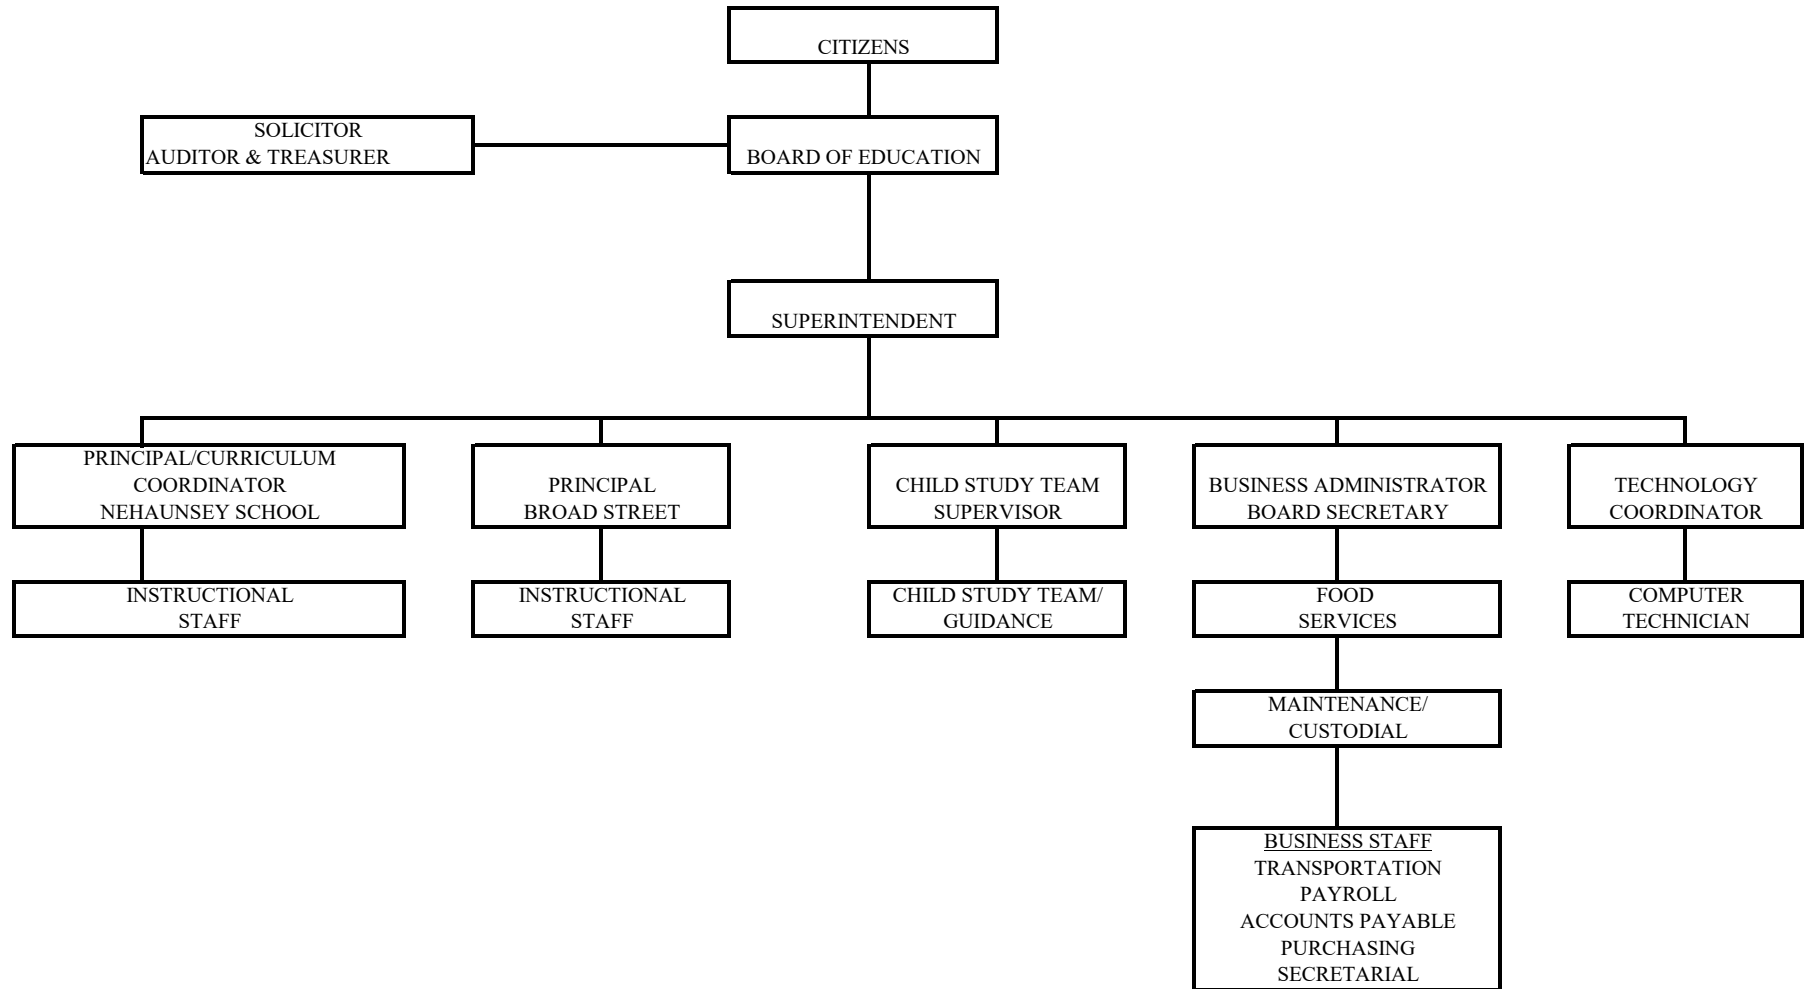 CITIZENS
SOLICITOR
AUDITOR & TREASURER
BOARD OF EDUCATION
SUPERINTENDENT
PRINCIPAL/CURRICULUM
COORDINATOR
NEHAUNSEY SCHOOL
PRINCIPAL
BROAD STREET
CHILD STUDY TEAM
SUPERVISOR
BUSINESS ADMINISTRATOR
BOARD SECRETARY
TECHNOLOGY
COORDINATOR
INSTRUCTIONAL
STAFF
INSTRUCTIONAL
STAFF
CHILD STUDY TEAM/
GUIDANCE
FOOD
SERVICES
COMPUTER
TECHNICIAN
MAINTENANCE/
CUSTODIAL
BUSINESS STAFF
TRANSPORTATION
PAYROLL
ACCOUNTS PAYABLE
PURCHASING
SECRETARIAL